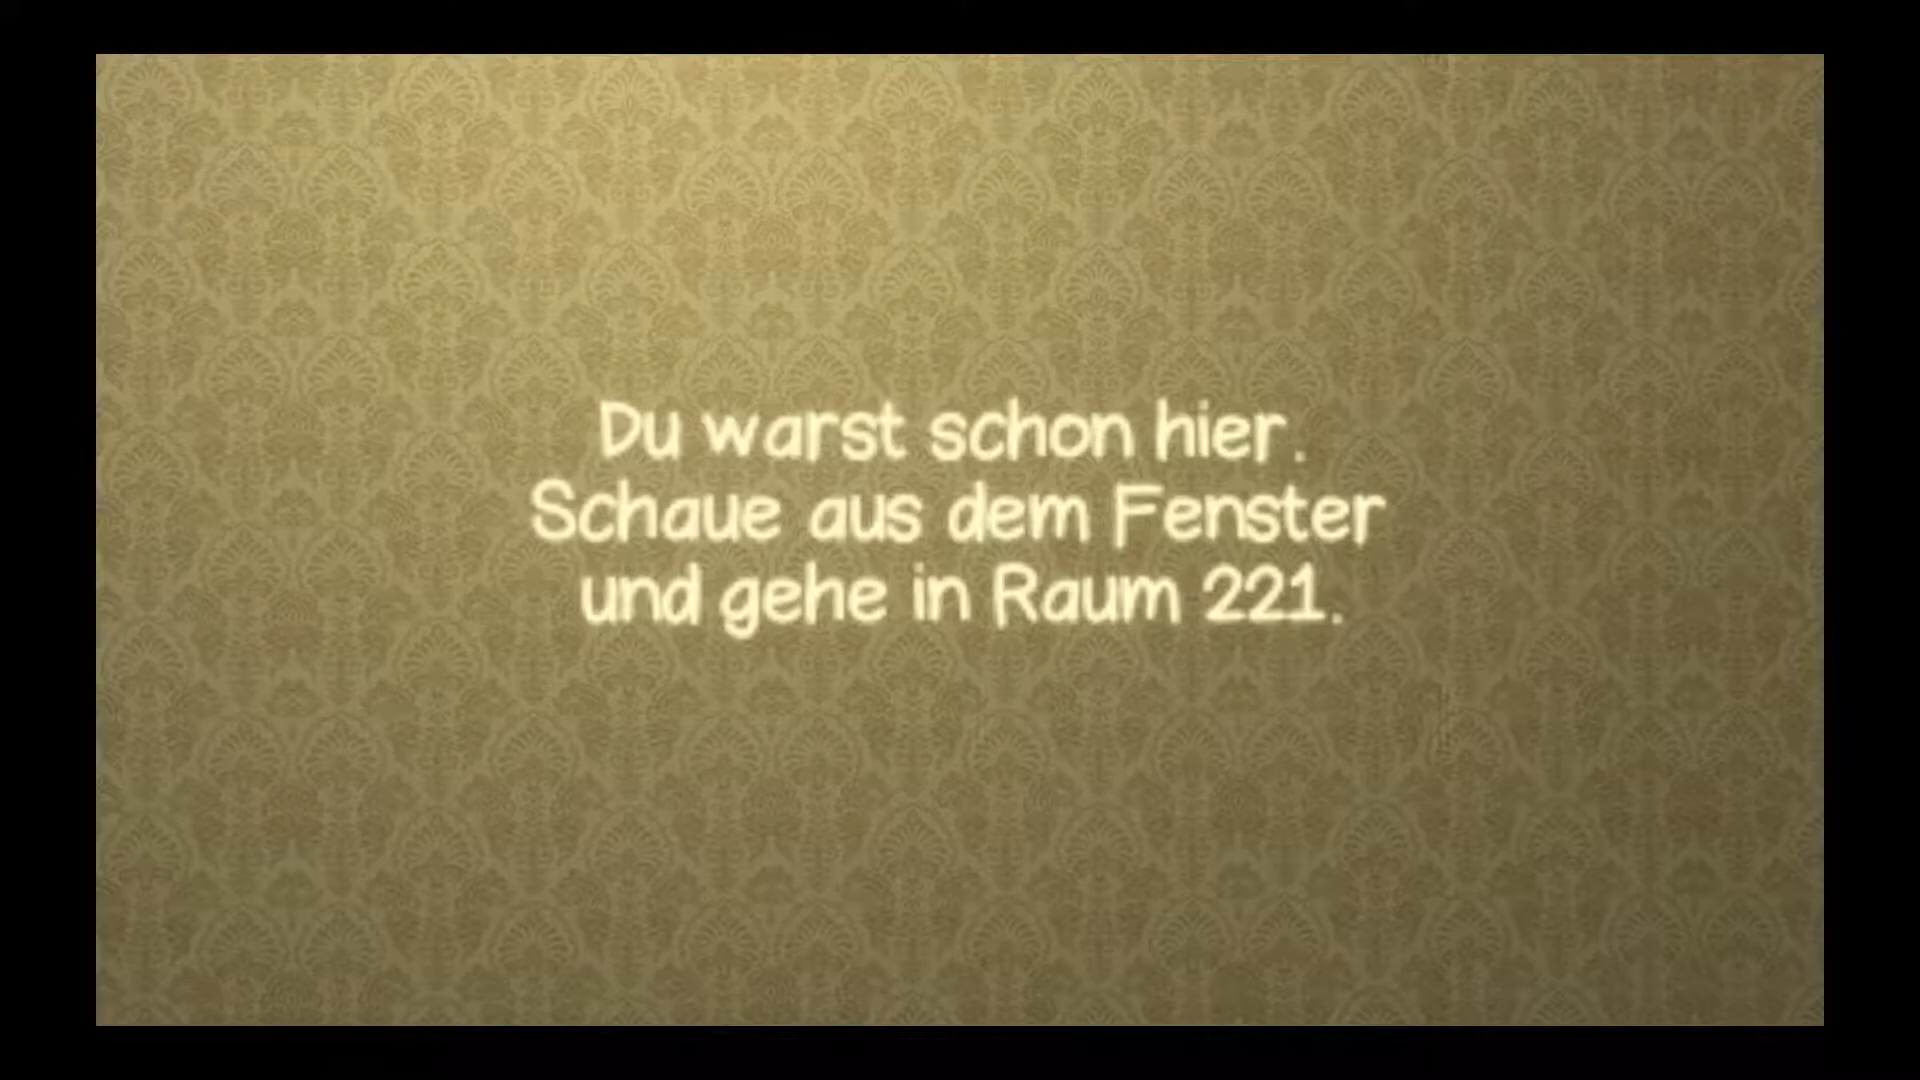 Du warst schon hier.
Schaue aus dem Fenster
und gehe in Raum 221.